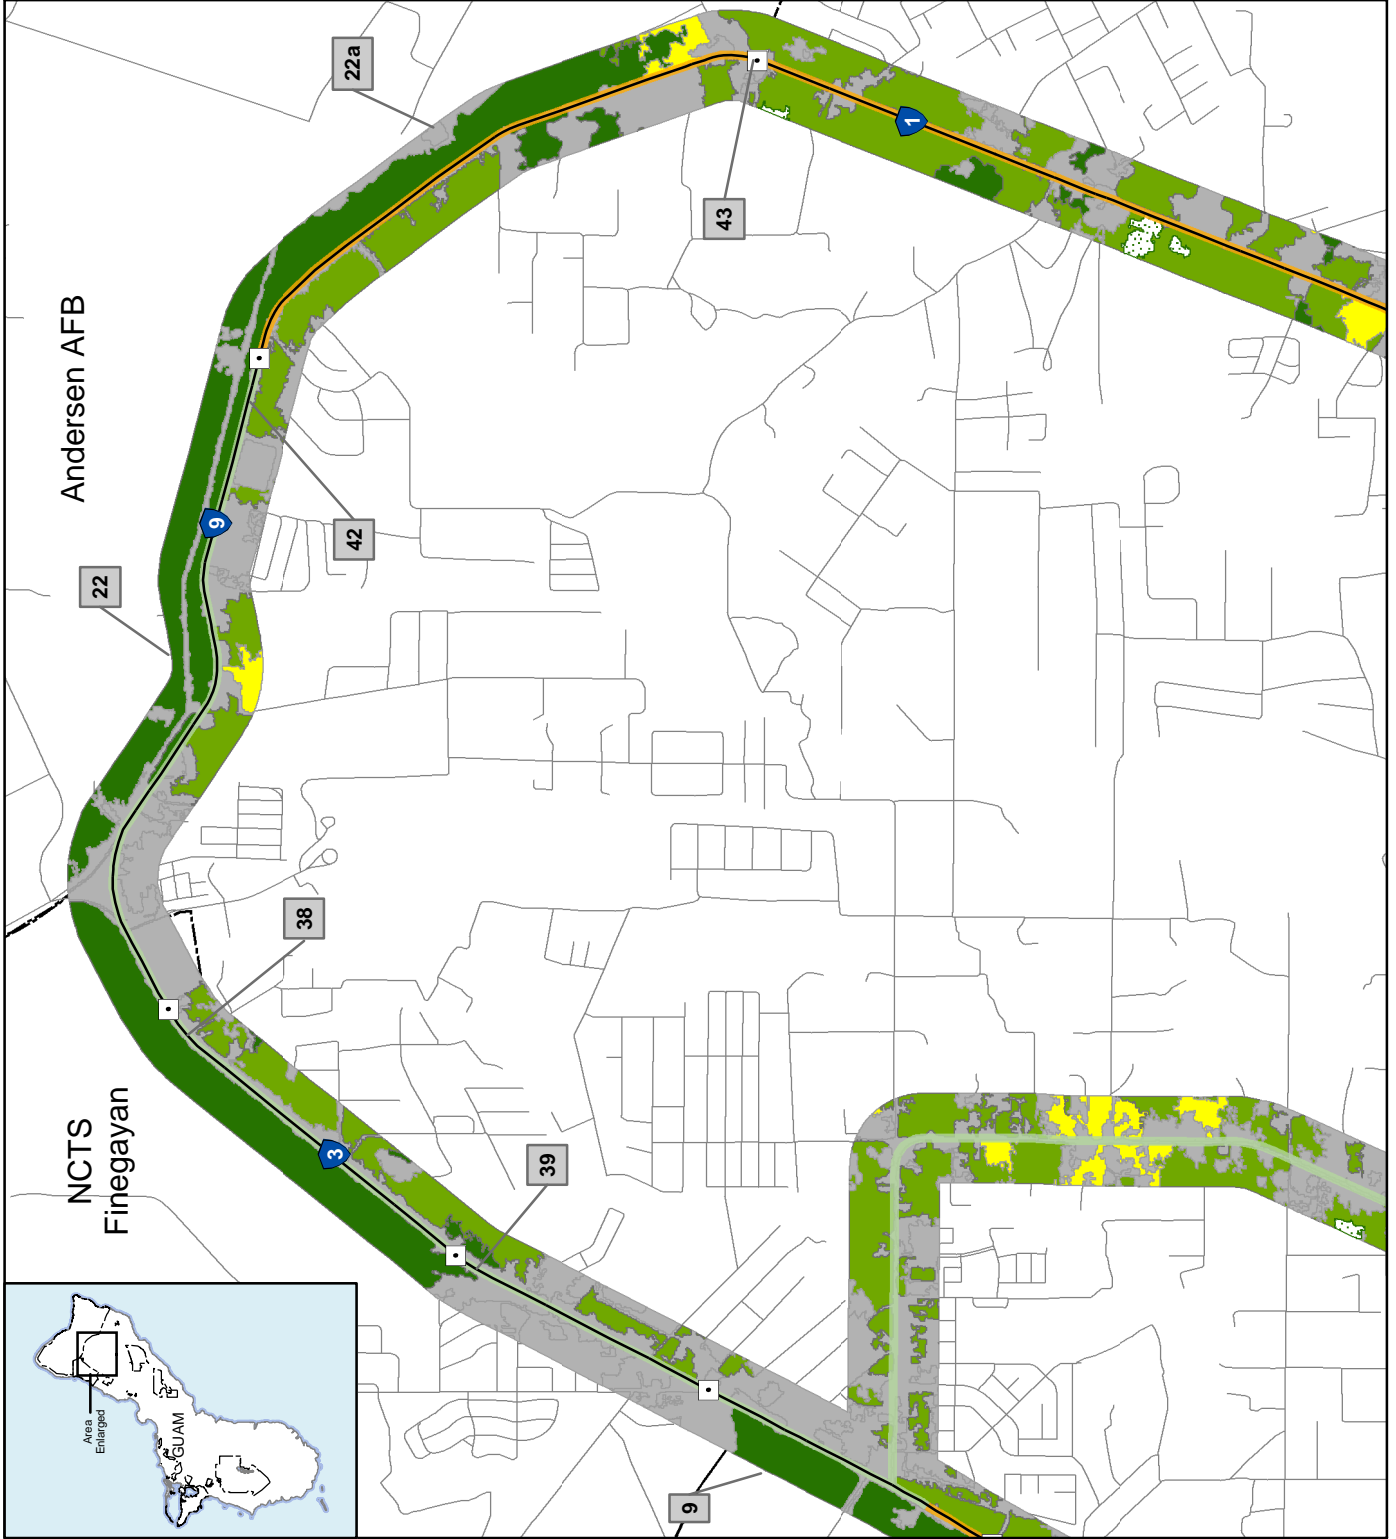 Andersen AFB
NCTS
Finegayan
22a
22
43
42
38
39
9
1
9
3
Area
Enlarged
GUAM